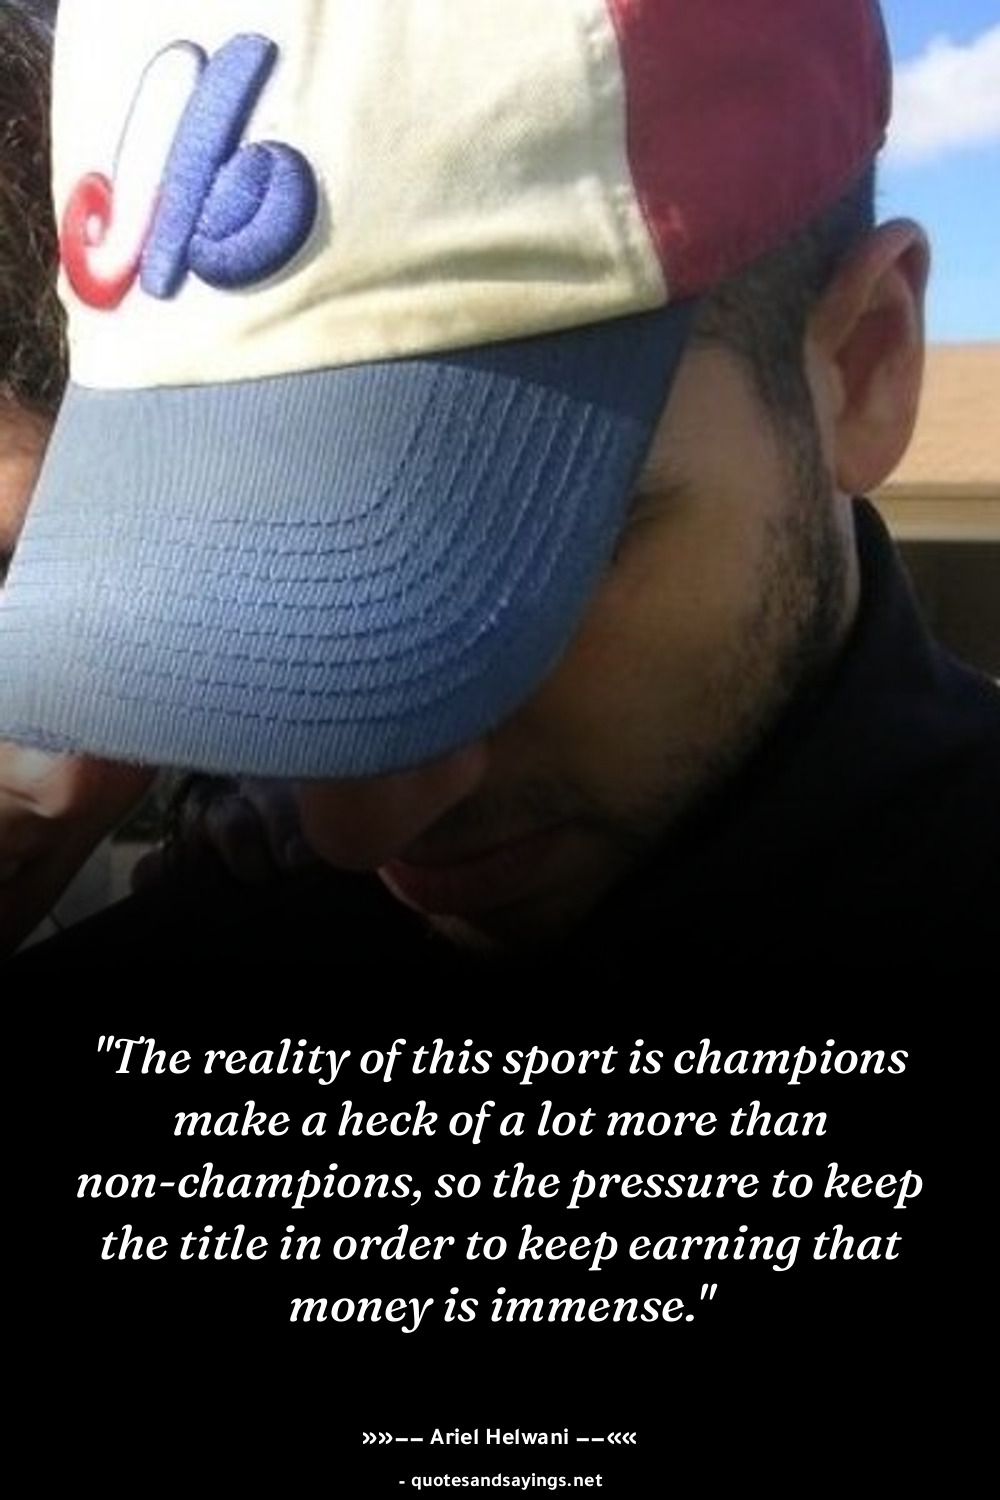 "The reality of this sport is champions
make a heck of a lot more than
non-champions, so the pressure to keep
the title in order to keep earning that
money is immense."
»»–– Ariel Helwani ––««
- quotesandsayings.net